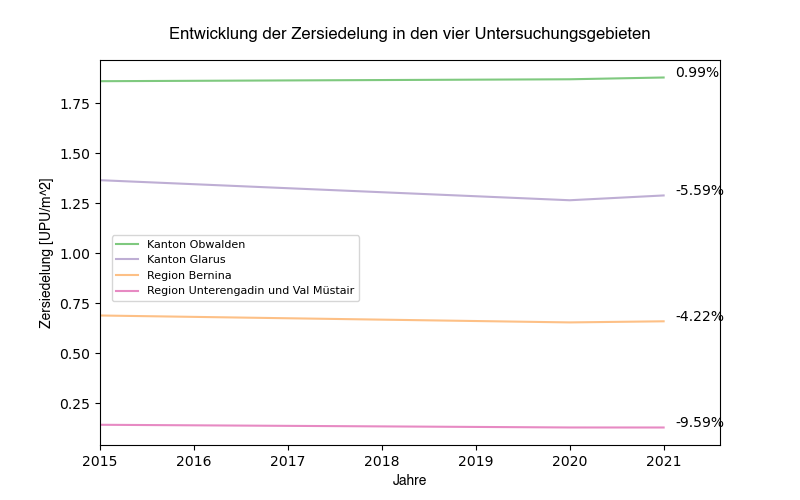 Entwicklung der Zersiedelung in den vier Untersuchungsgebieten
Zersiedelung [UPU/m^2]
1.75
1.50
1.25
1.00
0.75
0.50
0.25
0.99%
-5.59%
-4.22%
-9.59%
Kanton Obwalden
Kanton Glarus
Region Bernina
Region Unterengadin und Val Müstair
2015 2016 2017 2018 2019 2020 2021
Jahre